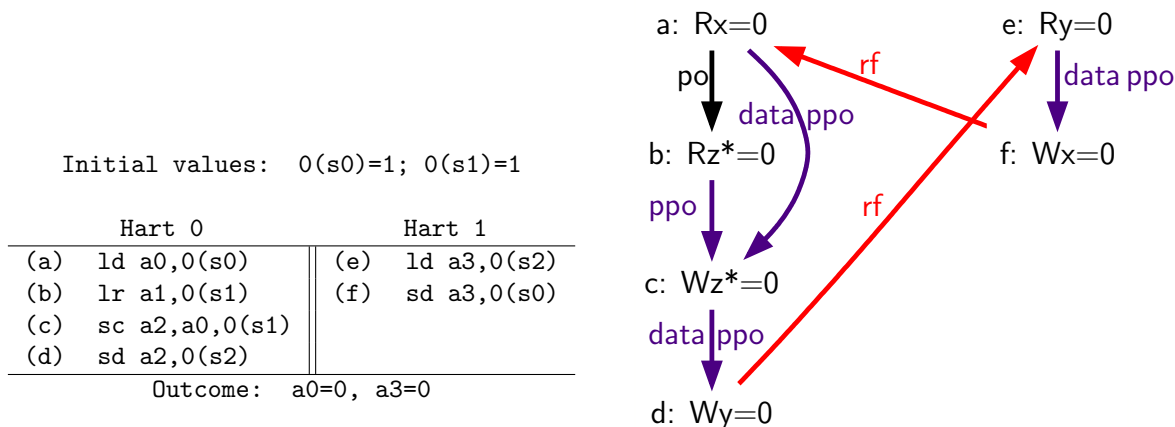 Initial values: 0(s0)=1; 0(s1)=1
Hart 0 Hart 1
(a) ld a0,0(s0) (e) ld a3,0(s2)
(b) lr a1,0(s1) (f) sd a3,0(s0)
(c) sc a2,a0,0(s1)
(d) sd a2,0(s2)
Outcome: a0=0, a3=0
a: Rx=0
e: Ry=0
po
rf
data ppo
data ppo
b: Rz*=0
f: Wx=0
ppo
rf
c: Wz*=0
data ppo
d: Wy=0